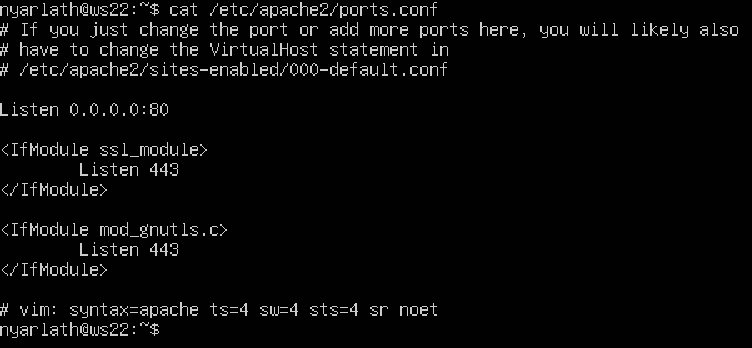 nyarlath@ws22:~$ cat /etc/apache2/ports.conf
# If you just change the port or add more ports here, you will likely also
# have to change the VirtualHost statement in
# /etc/apache2/sites-enabled/000-default.conf
Listen 0.0.0.0:80
<IfModule ssl_module>
        Listen 443
</IfModule>
<IfModule mod_gnutls.c>
        Listen 443
</IfModule>
# vim: syntax=apache ts=4 sw=4 sts=4 sr noet
nyarlath@ws22:~$